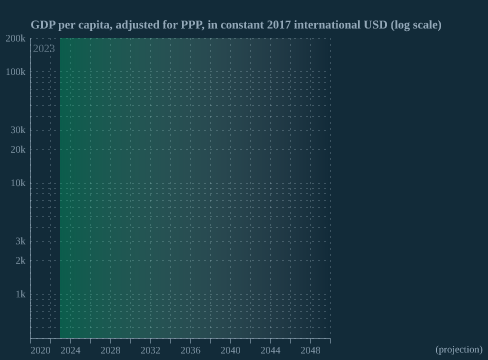 GDP per capita, adjusted for PPP, in constant 2017 international USD (log scale)
200k
2023
100k
30k
20k
10k
3k
2k
1k
2020 2024 2028 2032 2036 2040 2044 2048
(projection)